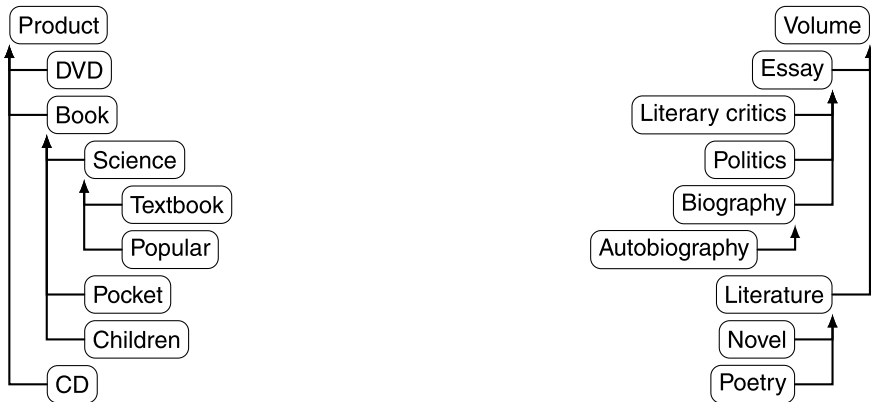 Product
DVD
Book
Science
Textbook
Popular
Pocket
Children
CD
Volume
Essay
Literary critics
Politics
Biography
Autobiography
Literature
Novel
Poetry